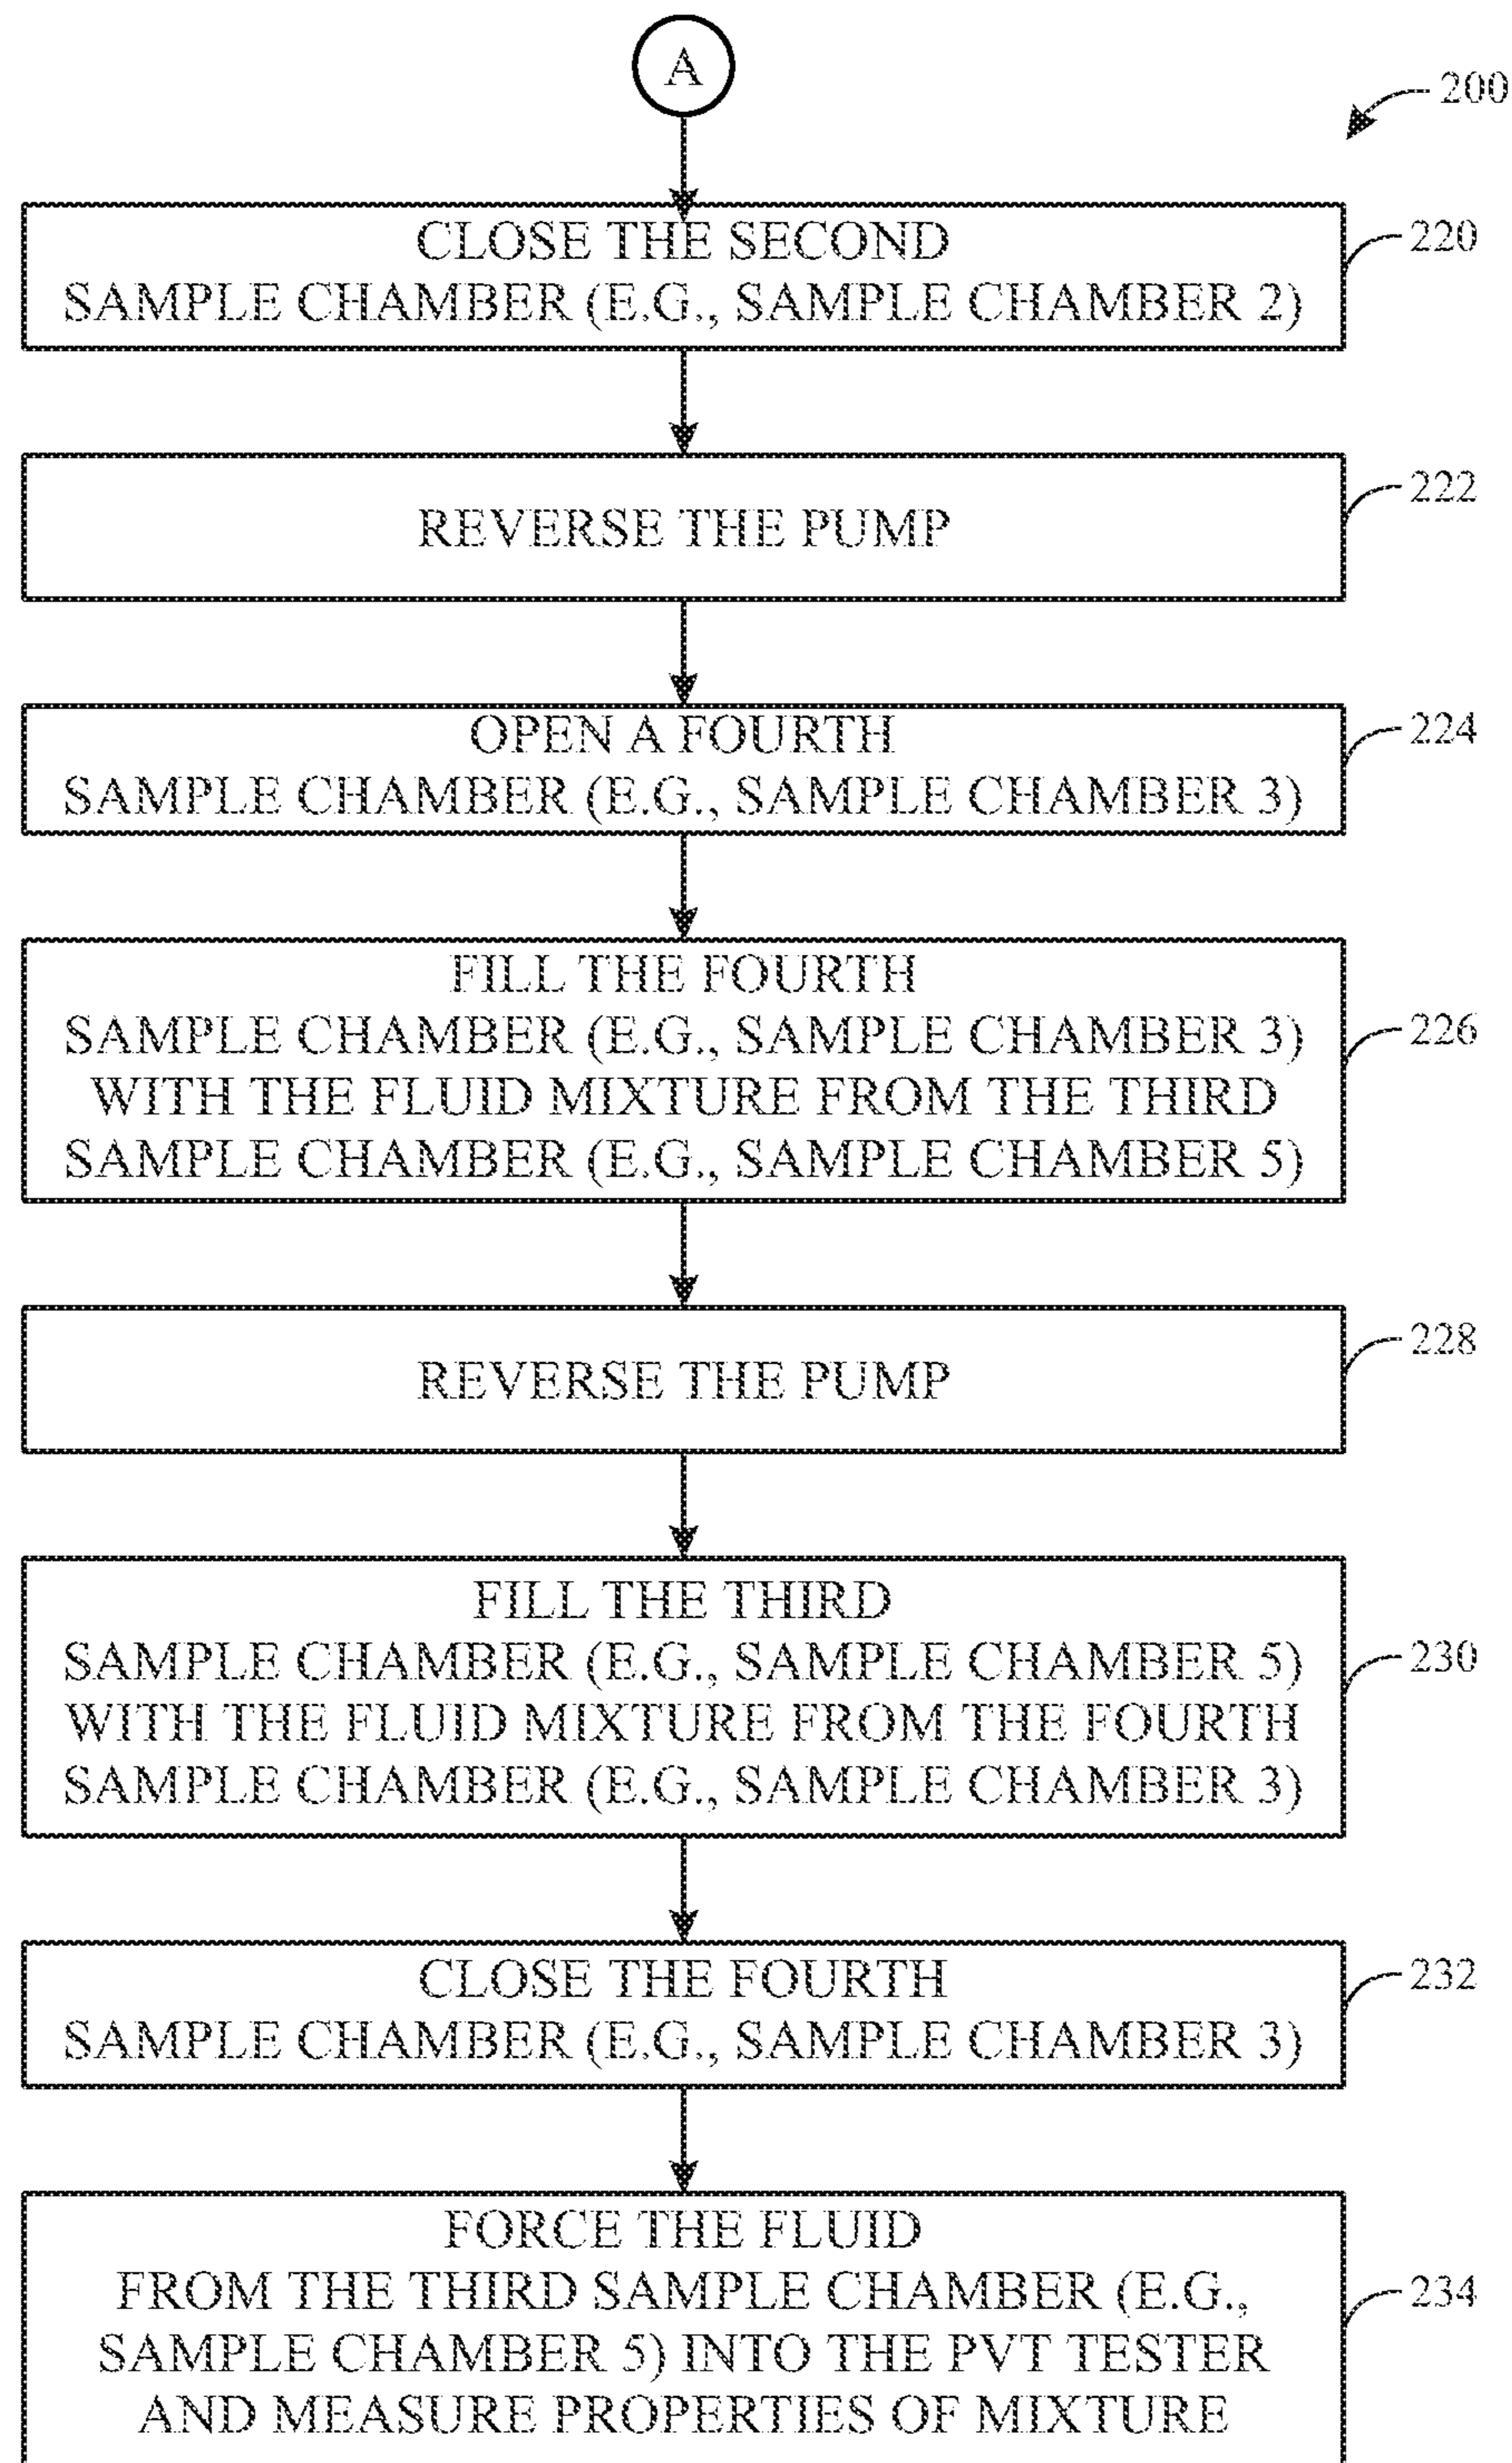 A
200
CLOSE THE SECOND
SAMPLE CHAMBER (E.G., SAMPLE CHAMBER 2)
220
REVERSE THE PUMP
222
OPEN A FOURTH
SAMPLE CHAMBER (E.G., SAMPLE CHAMBER 3)
224
FILL THE FOURTH
SAMPLE CHAMBER (E.G., SAMPLE CHAMBER 3)
WITH THE FLUID MIXTURE FROM THE THIRD
SAMPLE CHAMBER (E.G., SAMPLE CHAMBER 5)
226
REVERSE THE PUMP
228
FILL THE THIRD
SAMPLE CHAMBER (E.G., SAMPLE CHAMBER 5)
WITH THE FLUID MIXTURE FROM THE FOURTH
SAMPLE CHAMBER (E.G., SAMPLE CHAMBER 3)
230
CLOSE THE FOURTH
SAMPLE CHAMBER (E.G., SAMPLE CHAMBER 3)
232
FORCE THE FLUID
FROM THE THIRD SAMPLE CHAMBER (E.G.,
SAMPLE CHAMBER 5) INTO THE PVT TESTER
AND MEASURE PROPERTIES OF MIXTURE
234